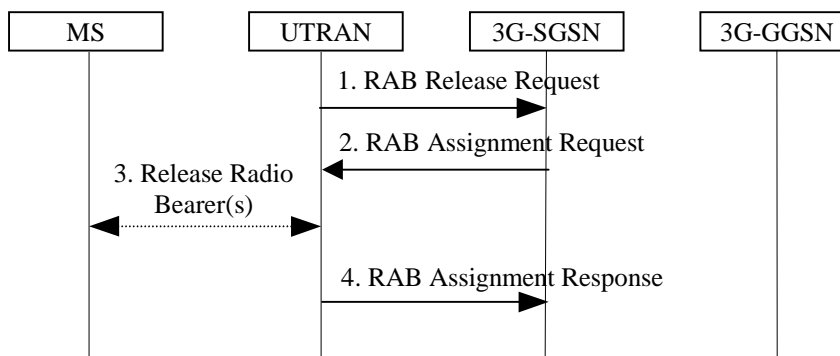 MS
UTRAN
3G-SGSN
3G-GGSN
1. RAB Release Request
2. RAB Assignment Request
3. Release Radio
Bearer(s)
4. RAB Assignment Response